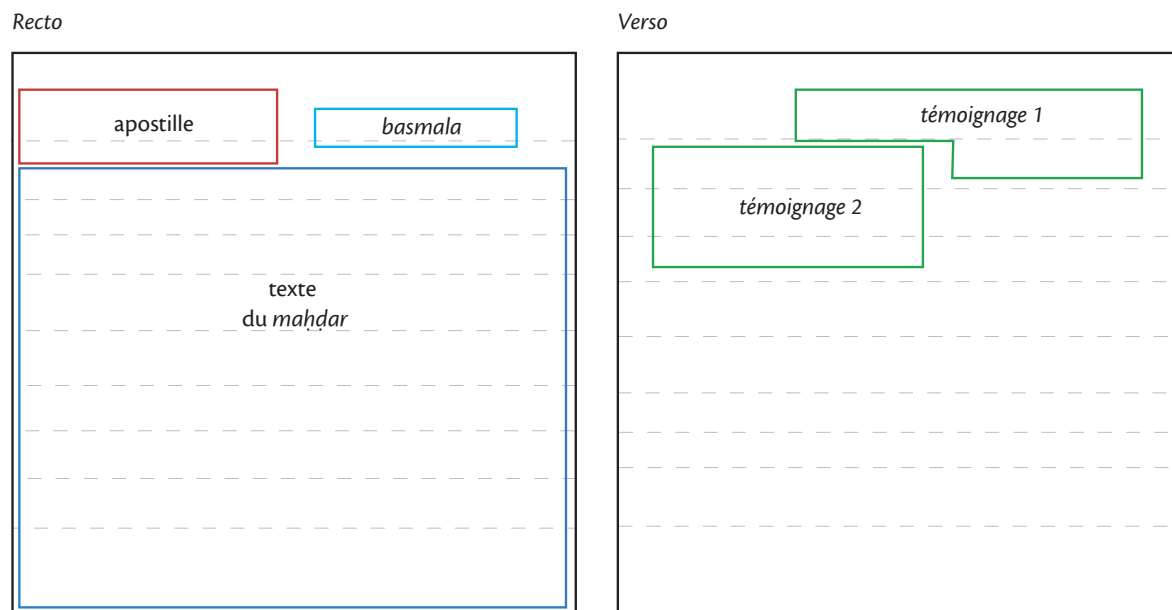 Recto
apostille
basmala
texte
du maḥḍar
Verso
témoignage 1
témoignage 2